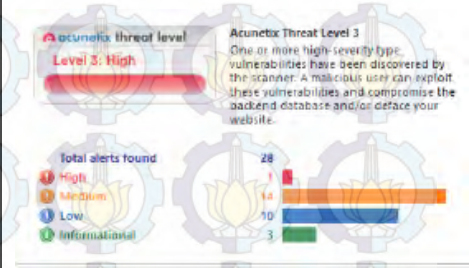 acunetix threat level
Level 3: High
Acunetix Threat Level 3
One or more high-severity type
vulnerabilities have been discovered by
the scanner. A malicious user can exploit
these vulnerabilities and compromise the
backend database and/or deface your
website.
Total alerts found 28
High 1
Medium 14
Low 10
Informational 3